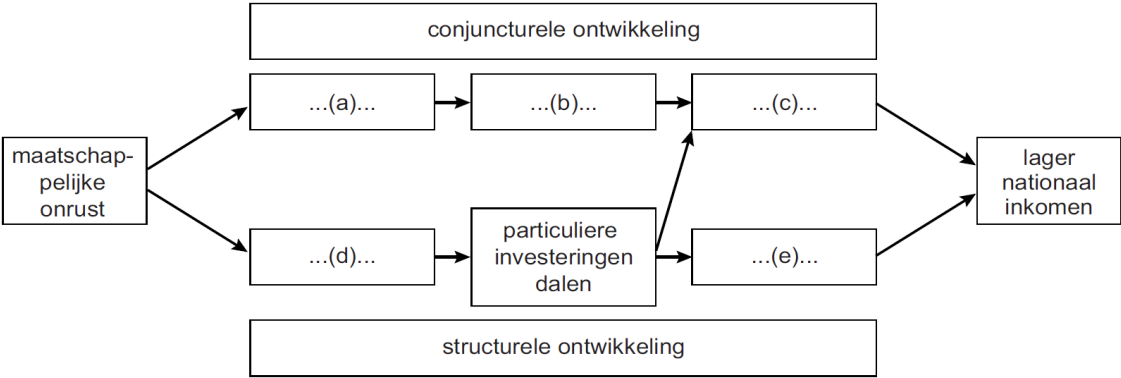 conjuncturele ontwikkeling
...(a)...
...(b)...
...(c)...
maatschap-
pelijke
onrust
lager
nationaal
inkomen
...(d)...
particuliere
investeringen
dalen
...(e)...
structurele ontwikkeling